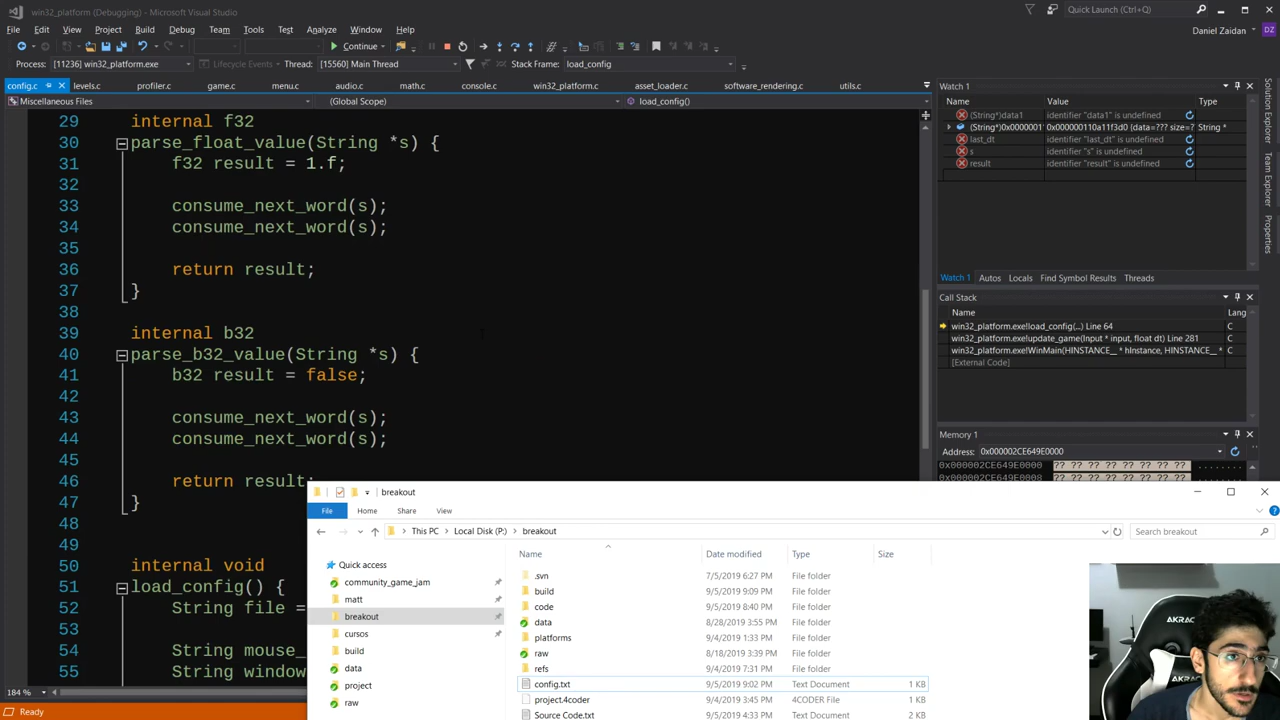 win32_platform (Debugging) - Microsoft Visual Studio
Quick Launch (Ctrl+')
File Edit View Project Build Debug Team Tools Test Analyze Window Help
Daniel Zaidan DZ
Continue
Process: [11236] win32_platform.exe Lifecycle Events Thread: [15560] Main Thread Stack Frame: load_config
config.c levels.c profiler.c game.c menu.c audio.c math.c console.c win32_platform.c asset_loader.c software_rendering.c utils.c
Miscellaneous Files (Global Scope) load_config()
29 internal f32
30 parse_float_value(String *s) {
31 f32 result = 1.f;
32
33 consume_next_word(s);
34 consume_next_word(s);
35
36 return result;
37 }
38
39 internal b32
40 parse_b32_value(String *s) {
41 b32 result = false;
42
43 consume_next_word(s);
44 consume_next_word(s);
45
46 return result;
47 }
48
49
50 internal void
51 load_config() {
52 String file =
53
54 String mouse_
55 String window
184 %
Ready
Watch 1
Name Value Type
(String*)data1 identifier "data1" is undefined
(String*)0x0000001 0x000000110a11f3d0 {data=??? size=? String *
last_dt identifier "last_dt" is undefined
s identifier "s" is undefined
result identifier "result" is undefined
Watch 1 Autos Locals Find Symbol Results Threads
Call Stack
Name Lang
win32_platform.exe!load_config(...) Line 64 C
win32_platform.exe!update_game(Input * input, float dt) Line 281 C
win32_platform.exe!WinMain(HINSTANCE__ * hInstance, HINSTANCE__ * C
[External Code]
Memory 1
Address: 0x000002CE649E0000
0x000002CE649E0000 ?? ?? ?? ?? ?? ?? ?? ??
0x000002CE649E0008 ?? ?? ?? ?? ?? ?? ?? ??
Solution Explorer
Team Explorer
Properties
breakout
File Home Share View
This PC Local Disk (P:) breakout
Search breakout
Name Date modified Type Size
Quick access
community_game_jam
matt
breakout
cursos
build
data
project
raw
.svn 7/5/2019 6:27 PM File folder
build 9/5/2019 9:09 PM File folder
code 9/5/2019 8:40 PM File folder
data 8/28/2019 3:55 PM File folder
platforms 9/4/2019 1:33 PM File folder
raw 8/18/2019 3:39 PM File folder
refs 9/4/2019 7:31 PM File folder
config.txt 9/5/2019 9:02 PM Text Document 1 KB
project.4coder 9/4/2019 3:45 PM 4CODER File 1 KB
Source Code.txt 9/5/2019 4:33 PM Text Document 2 KB
AKRAC